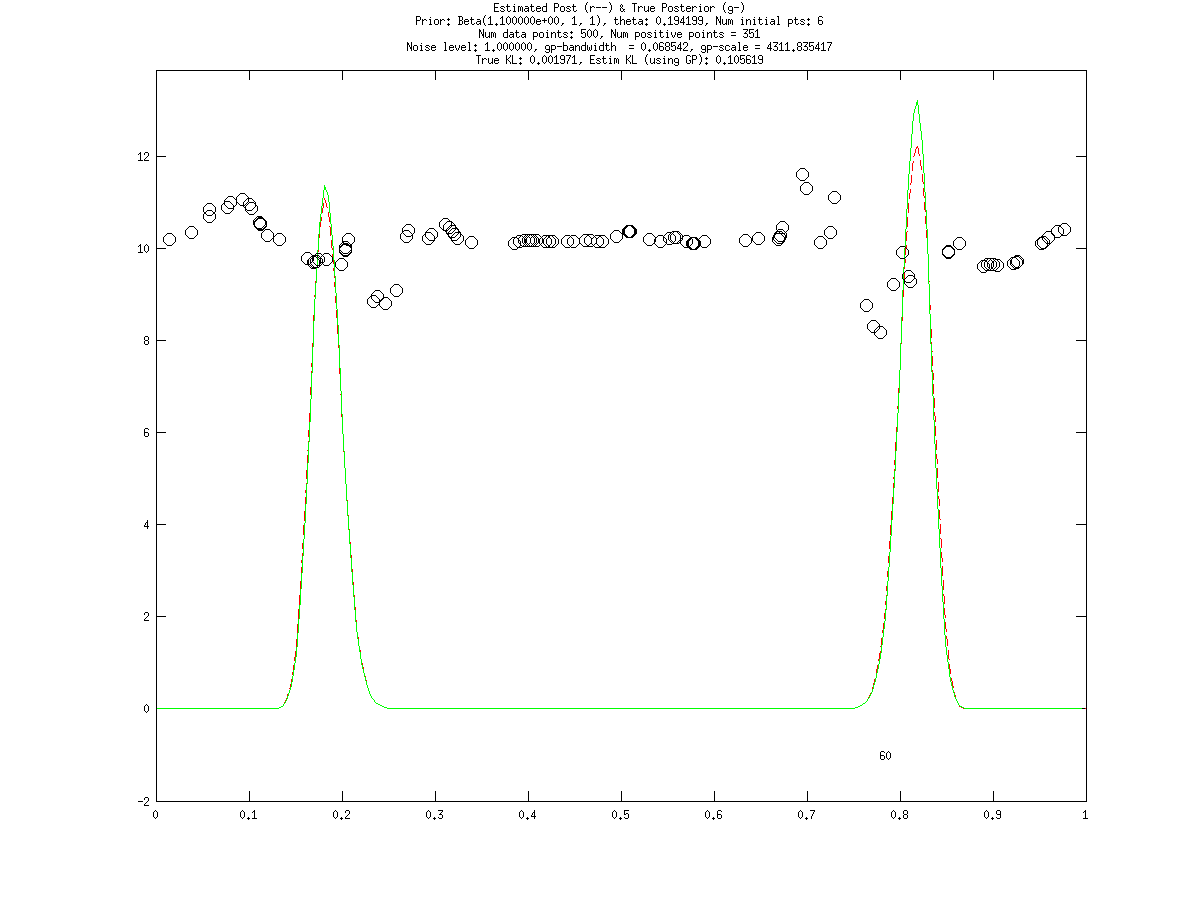 Estimated Post (r--) & True Posterior (g-)
Prior: Beta(1.100000e+00, 1, 1), theta: 0.194199, Num initial pts: 6
Num data points: 500, Num positive points = 351
Noise level: 1.000000, gp-bandwidth  = 0.068542, gp-scale = 4311.835417
True KL: 0.001971, Estim KL (using GP): 0.105619
12
10
8
6
4
2
0
60
-2
0 0.1 0.2 0.3 0.4 0.5 0.6 0.7 0.8 0.9 1